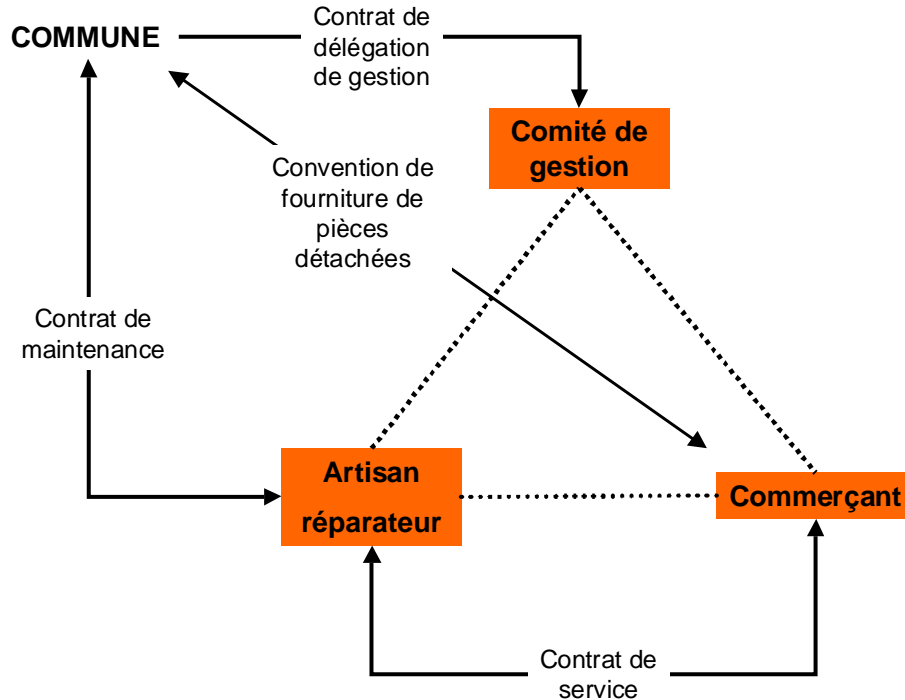 COMMUNE
Contrat de
délégation
de gestion
Comité de
gestion
Convention de
fourniture de
pièces
détachées
Contrat de
maintenance
Artisan
réparateur
Commerçant
Contrat de
service